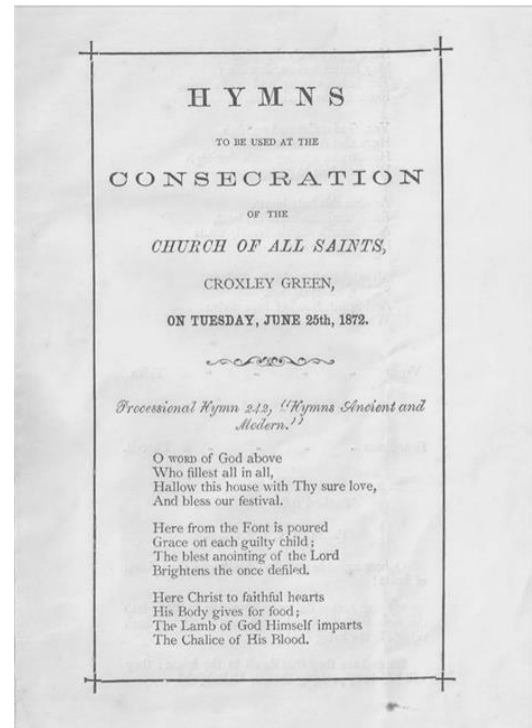 HYMNS
TO BE USED AT THE
CONSECRATION
OF THE
CHURCH OF ALL SAINTS,
CROXLEY GREEN,
ON TUESDAY, JUNE 25th, 1872.
Processional Hymn 242, "Hymns Ancient and
Modern."
O WORD of God above
Who fillest all in all,
Hallow this house with Thy sure love,
And bless our festival.
Here from the Font is poured
Grace on each guilty child;
The blest anointing of the Lord
Brightens the once defiled.
Here Christ to faithful hearts
His Body gives for food;
The Lamb of God Himself imparts
The Chalice of His Blood.